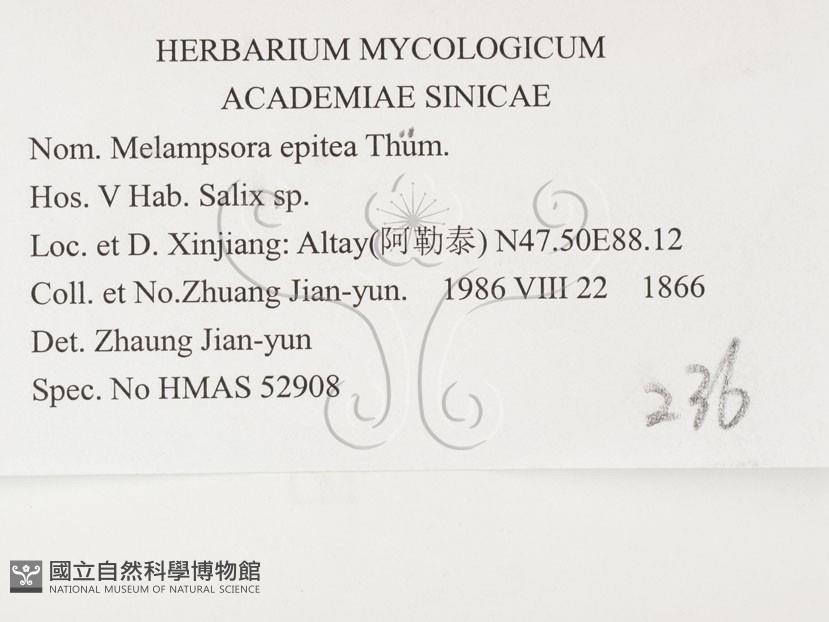 HERBARIUM MYCOLOGICUM
ACADEMIAE SINICAE
Nom. Melampsora epitea Thüm.
Hos. V Hab. Salix sp.
Loc. et D. Xinjiang: Altay(阿勒泰) N47.50E88.12
Coll. et No.Zhuang Jian-yun. 1986 VIII 22 1866
Det. Zhaung Jian-yun
Spec. No HMAS 52908
236
國立自然科學博物館
NATIONAL MUSEUM OF NATURAL SCIENCE